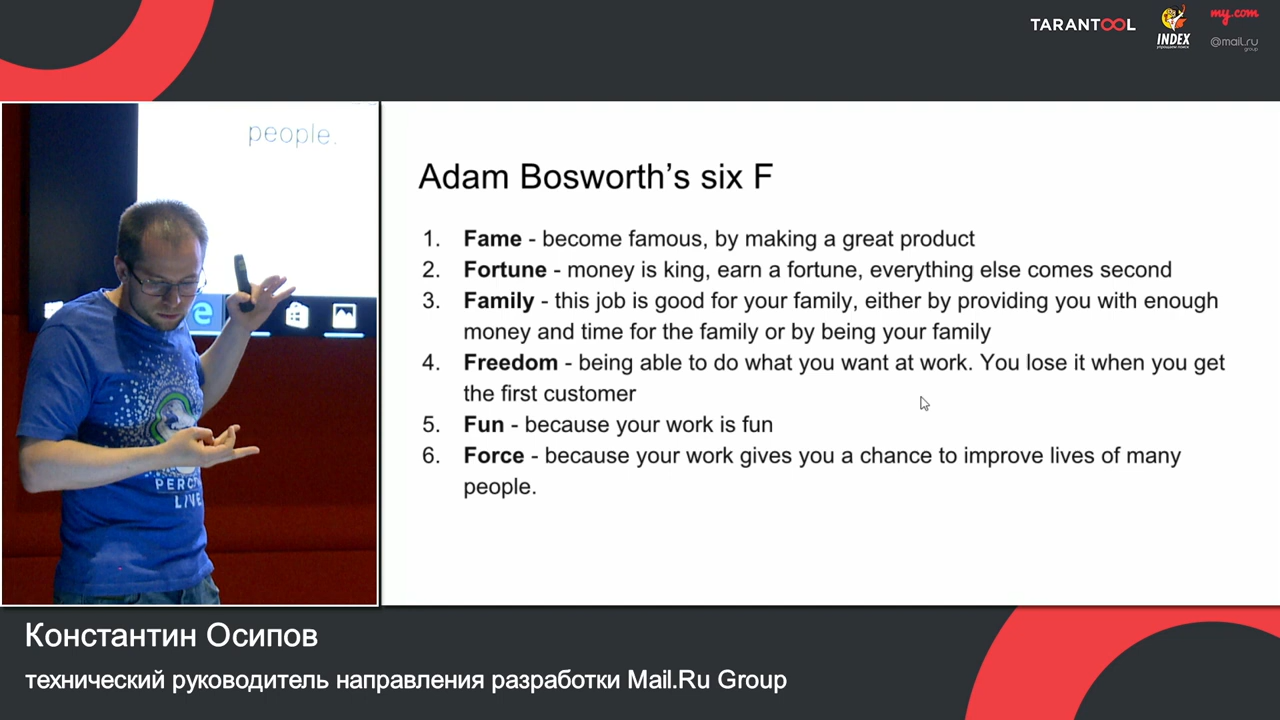 TARANTOOL
INDEX
my.com
@mail.ru
group
people.
Adam Bosworth's six F
1. Fame - become famous, by making a great product
2. Fortune - money is king, earn a fortune, everything else comes second
3. Family - this job is good for your family, either by providing you with enough
money and time for the family or by being your family
4. Freedom - being able to do what you want at work. You lose it when you get
the first customer
5. Fun - because your work is fun
6. Force - because your work gives you a chance to improve lives of many
people.
LIVE
Константин Осипов
технический руководитель направления разработки Mail.Ru Group